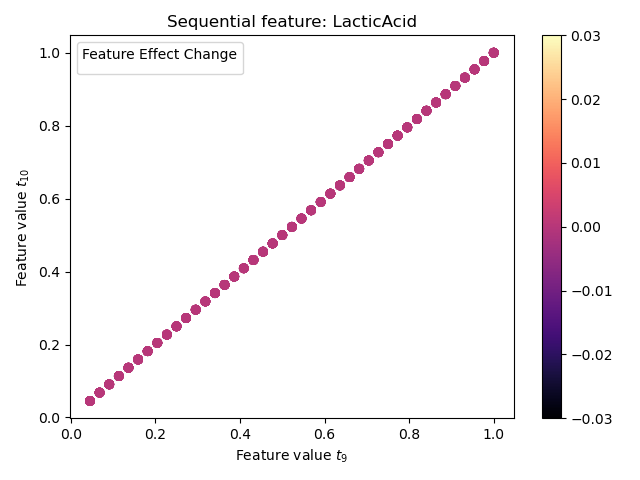 Sequential feature: LacticAcid
Feature Effect Change
1.0
0.8
0.6
0.4
0.2
0.0
Feature value t₁₀
0.0 0.2 0.4 0.6 0.8 1.0
Feature value t₉
0.03
0.02
0.01
0.00
−0.01
−0.02
−0.03